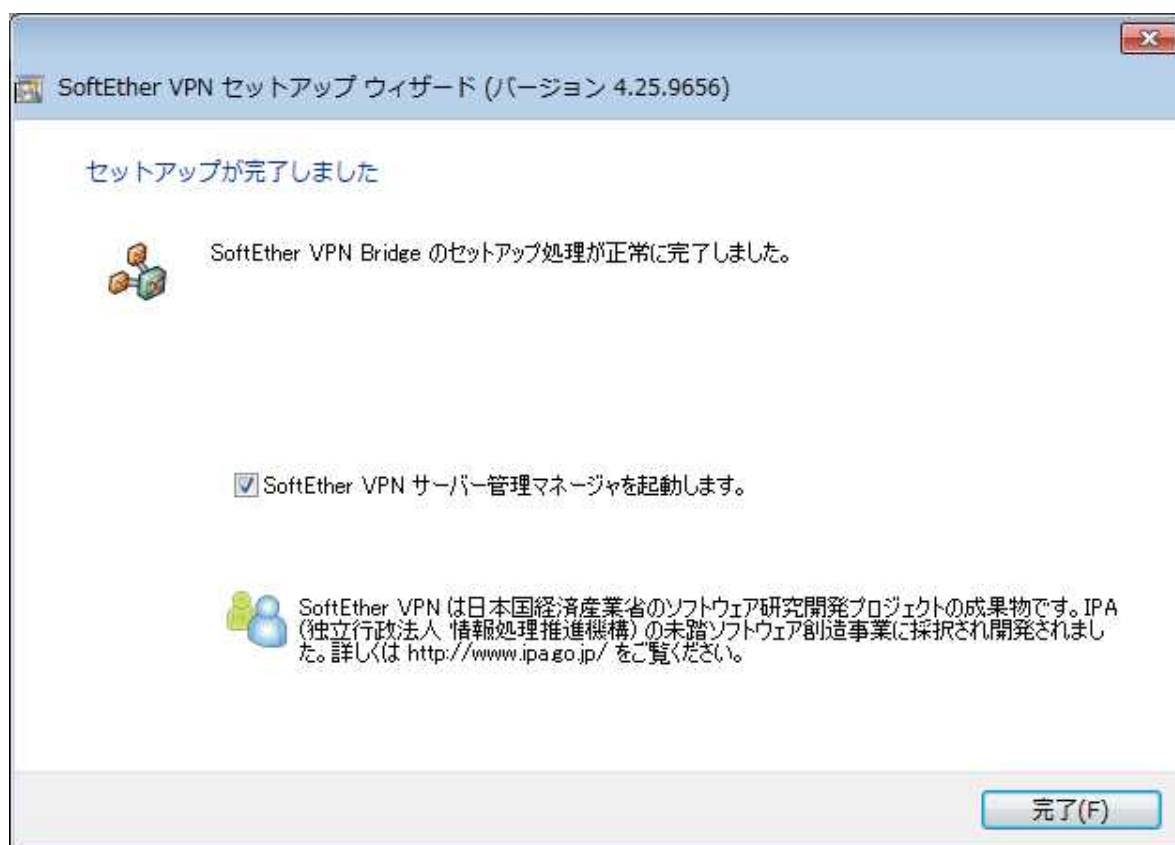 SoftEther VPN セットアップ ウィザード (バージョン 4.25.9656)
セットアップが完了しました
SoftEther VPN Bridge のセットアップ処理が正常に完了しました。
SoftEther VPN サーバー管理マネージャを起動します。
SoftEther VPN は日本国経済産業省のソフトウェア研究開発プロジェクトの成果物です。IPA
(独立行政法人 情報処理推進機構) の未踏ソフトウェア創造事業に採択され開発されまし
た。詳しくは http://www.ipa.go.jp/ をご覧ください。
完了(F)